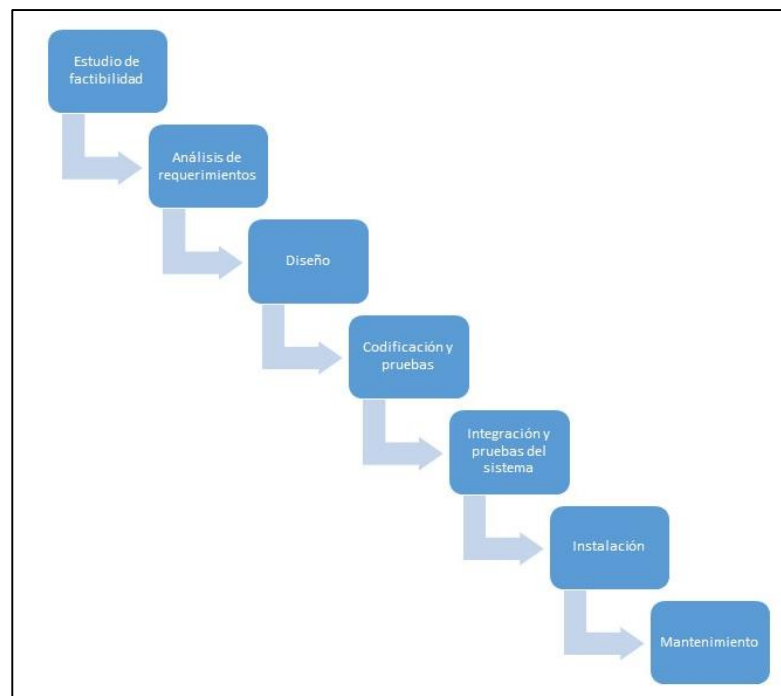 Estudio de
factibilidad
Análisis de
requerimientos
Diseño
Codificación y
pruebas
Integración y
pruebas del
sistema
Instalación
Mantenimiento